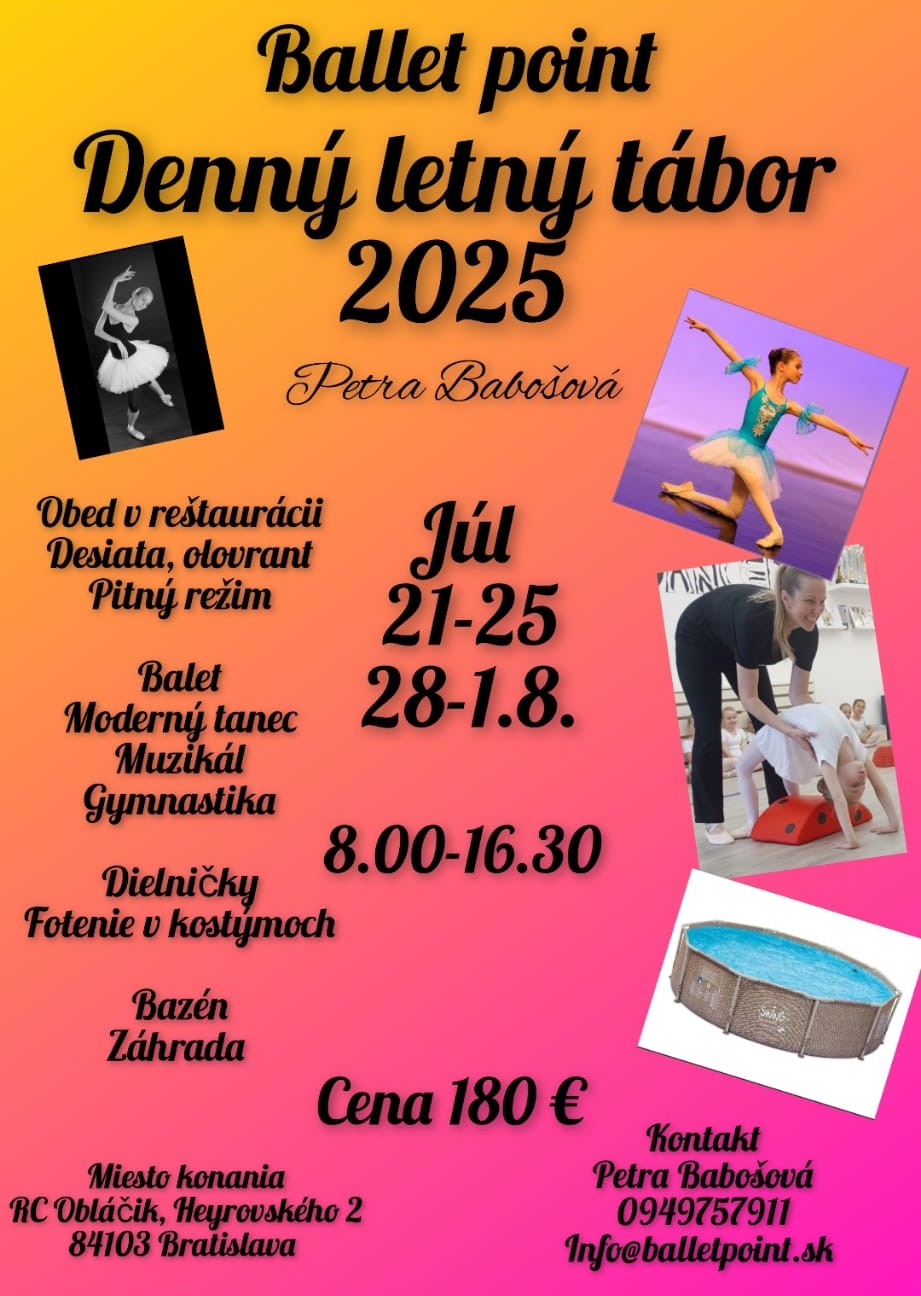 Ballet point
Denný letný tábor
2025
Petra Babošová
Obed v reštaurácii
Desiata, olovrant
Pitný režim
Balet
Moderný tanec
Muzikál
Gymnastika
Dielničky
Fotenie v kostýmoch
Bazén
Záhrada
Júl
21-25
28-1.8.
8.00-16.30
Cena 180 €
Miesto konania
RC Obláčik, Heyrovského 2
84103 Bratislava
Kontakt
Petra Babošová
0949757911
Info@balletpoint.sk